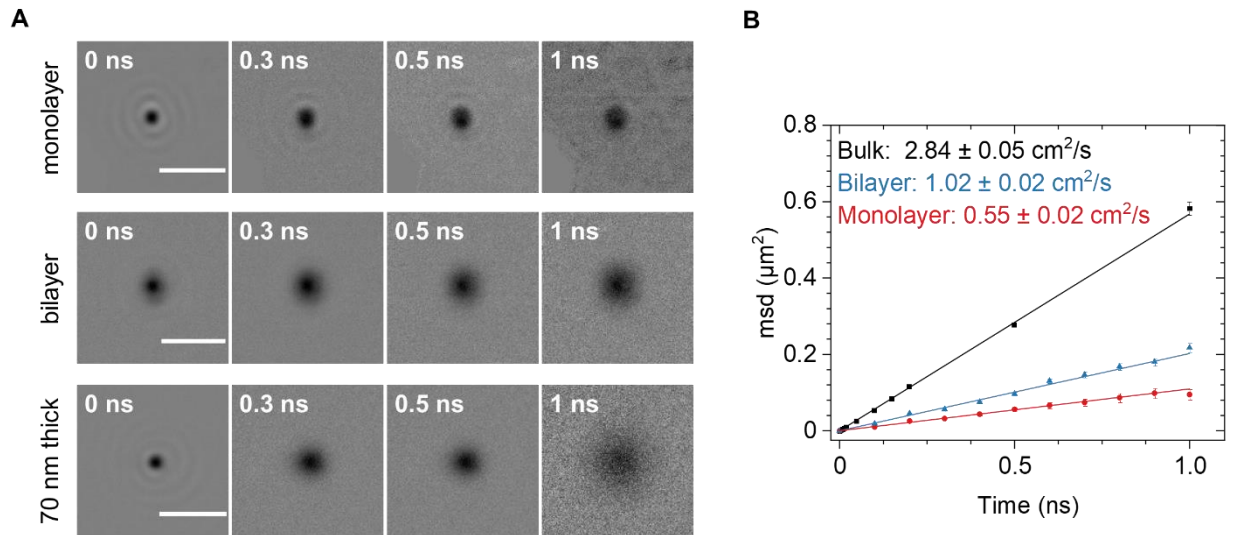 A
monolayer
0 ns
0.3 ns
0.5 ns
1 ns
bilayer
0 ns
0.3 ns
0.5 ns
1 ns
70 nm thick
0 ns
0.3 ns
0.5 ns
1 ns
B
0.8
0.6
0.4
0.2
0
msd (µm²)
Bulk: 2.84 ± 0.05 cm²/s
Bilayer: 1.02 ± 0.02 cm²/s
Monolayer: 0.55 ± 0.02 cm²/s
0 0.5 1.0
Time (ns)